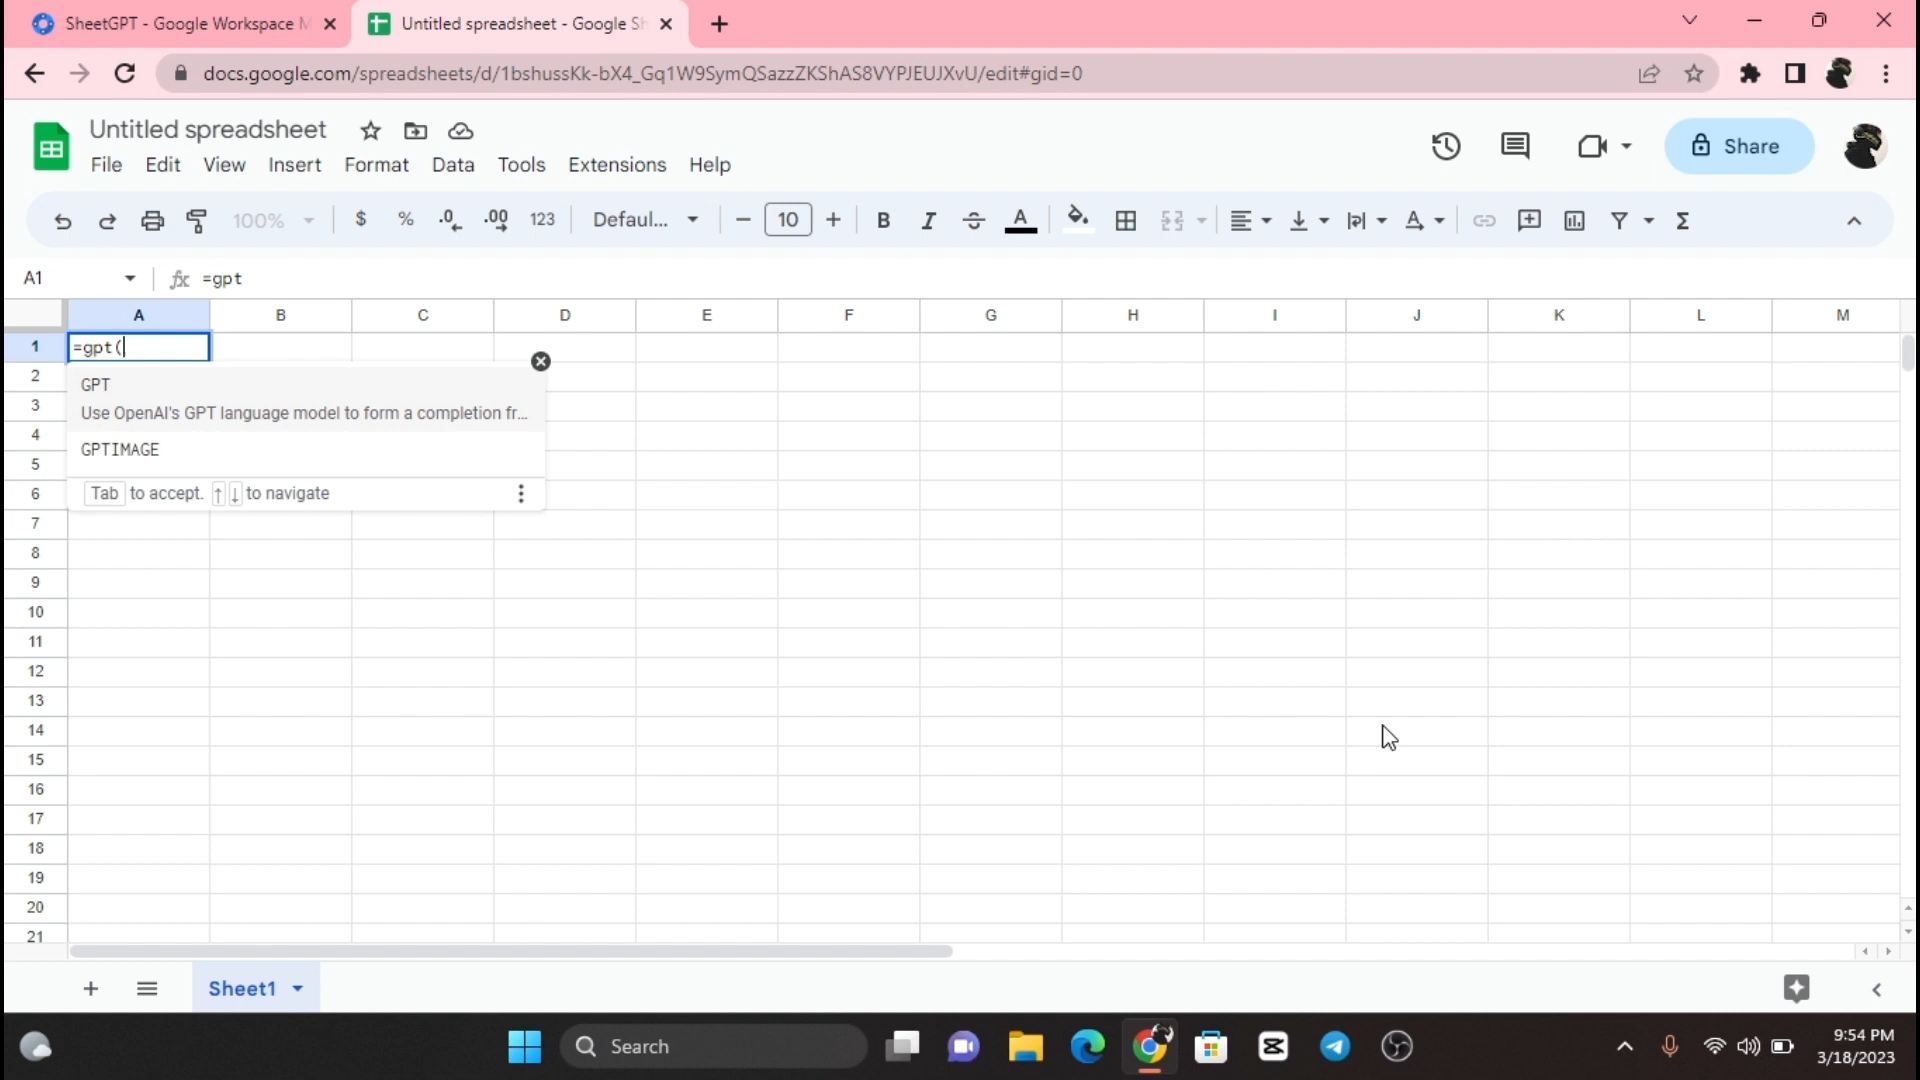 SheetGPT - Google Workspace M
Untitled spreadsheet - Google Sh
docs.google.com/spreadsheets/d/1bshussKk-bX4_Gq1W9SymQSazzZKShAS8VYPJEUJXvU/edit#gid=0
Untitled spreadsheet
File Edit View Insert Format Data Tools Extensions Help
Share
100% $ % .0 .00 123 Defaul... 10 B I S A Σ
A1 fx =gpt
A B C D E F G H I J K L M
1 =gpt(
2 GPT
3 Use OpenAI's GPT language model to form a completion fr...
4
5 GPTIMAGE
6 Tab to accept. ↑ ↓ to navigate
7
8
9
10
11
12
13
14
15
16
17
18
19
20
21
Sheet1
Search
9:54 PM
3/18/2023